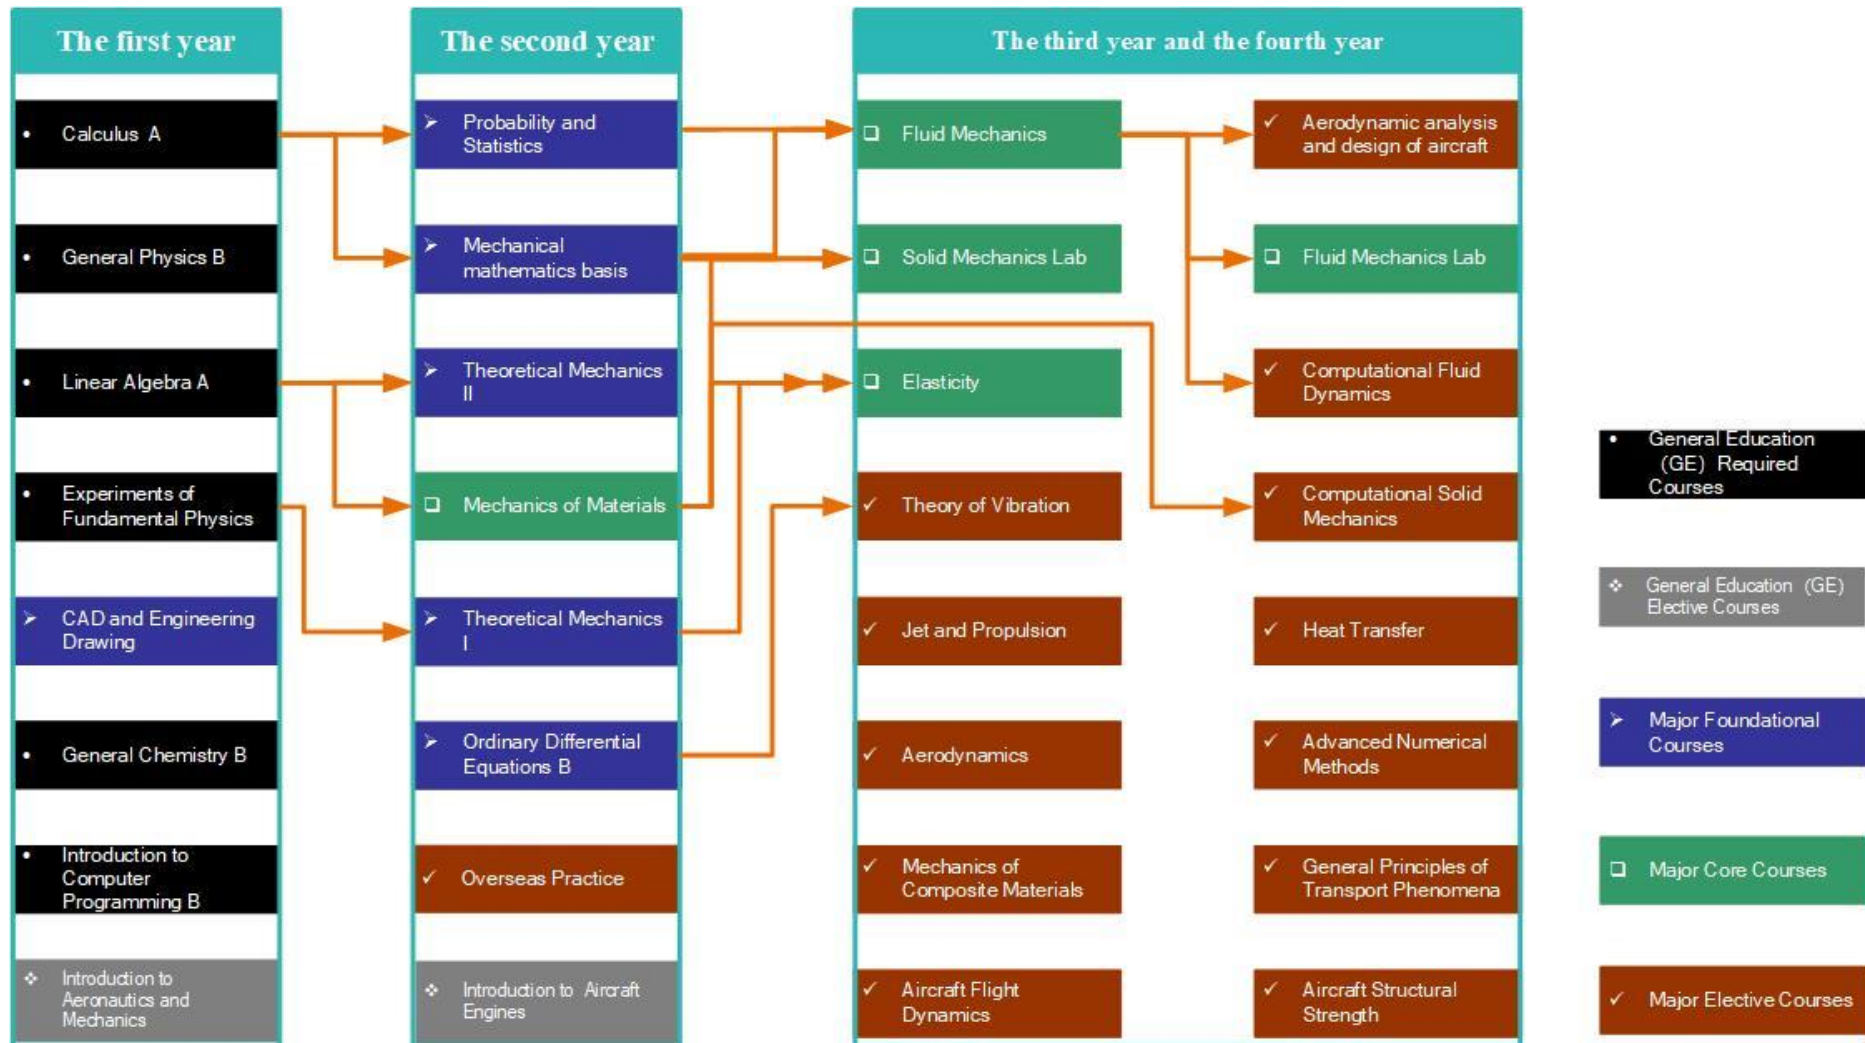 The first year
Calculus A
General Physics B
Linear Algebra A
Experiments of
Fundamental Physics
CAD and Engineering
Drawing
General Chemistry B
Introduction to
Computer
Programming B
Introduction to
Aeronautics and
Mechanics
The second year
Probability and
Statistics
Mechanical
mathematics basis
Theoretical Mechanics
II
Mechanics of Materials
Theoretical Mechanics
I
Ordinary Differential
Equations B
Overseas Practice
Introduction to Aircraft
Engines
The third year and the fourth year
Fluid Mechanics
Solid Mechanics Lab
Elasticity
Theory of Vibration
Jet and Propulsion
Aerodynamics
Mechanics of
Composite Materials
Aircraft Flight
Dynamics
Aerodynamic analysis
and design of aircraft
Fluid Mechanics Lab
Computational Fluid
Dynamics
Computational Solid
Mechanics
Heat Transfer
Advanced Numerical
Methods
General Principles of
Transport Phenomena
Aircraft Structural
Strength
General Education
(GE) Required
Courses
General Education (GE)
Elective Courses
Major Foundational
Courses
Major Core Courses
Major Elective Courses